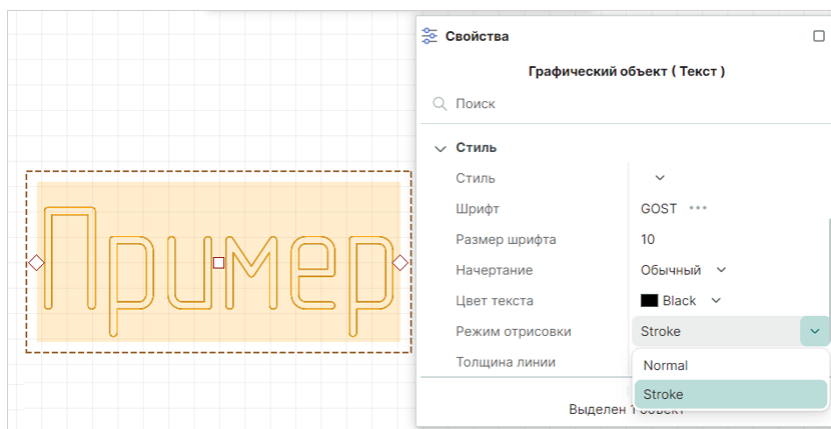 Свойства
Графический объект ( Текст )
Поиск
Стиль
Стиль
Шрифт GOST •••
Размер шрифта 10
Начертание Обычный
Цвет текста Black
Режим отрисовки Stroke
Толщина линии
Normal
Stroke
Выделен 1 объект
Пример